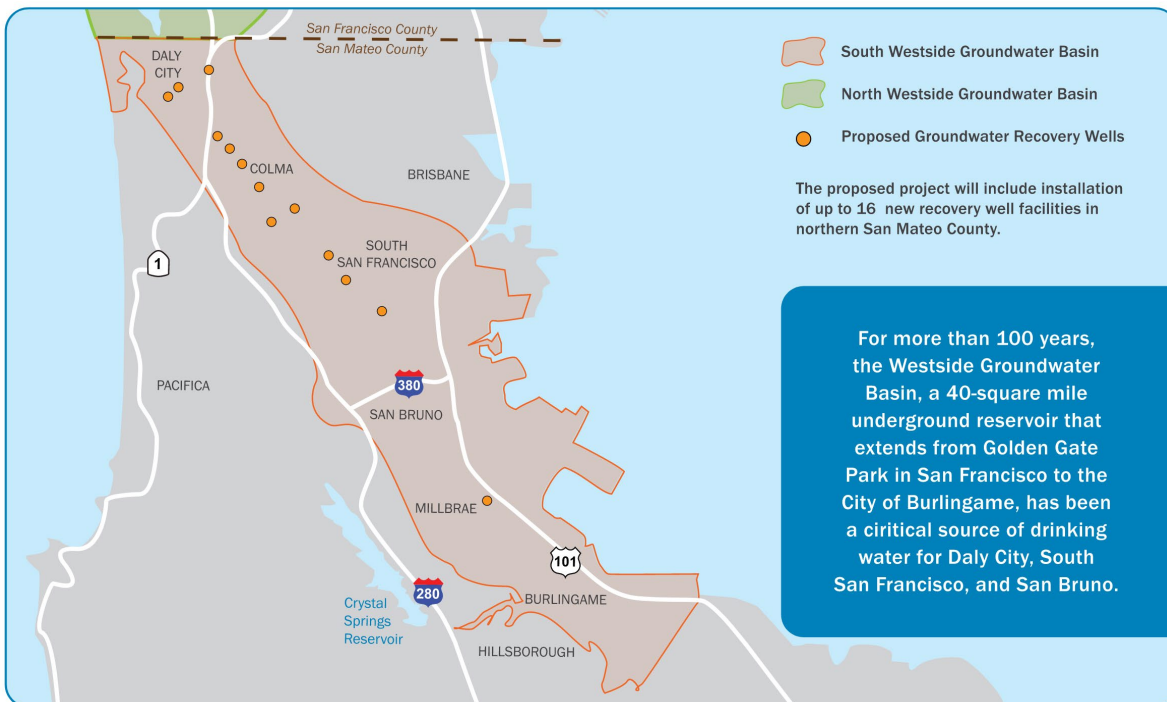 San Francisco County
San Mateo County
DALY
CITY
COLMA
BRISBANE
SOUTH
SAN FRANCISCO
1
PACIFICA
380
SAN BRUNO
MILLBRAE
101
280
BURLINGAME
Crystal
Springs
Reservoir
HILLSBOROUGH
South Westside Groundwater Basin
North Westside Groundwater Basin
Proposed Groundwater Recovery Wells
The proposed project will include installation
of up to 16 new recovery well facilities in
northern San Mateo County.
For more than 100 years,
the Westside Groundwater
Basin, a 40-square mile
underground reservoir that
extends from Golden Gate
Park in San Francisco to the
City of Burlingame, has been
a ciritical source of drinking
water for Daly City, South
San Francisco, and San Bruno.